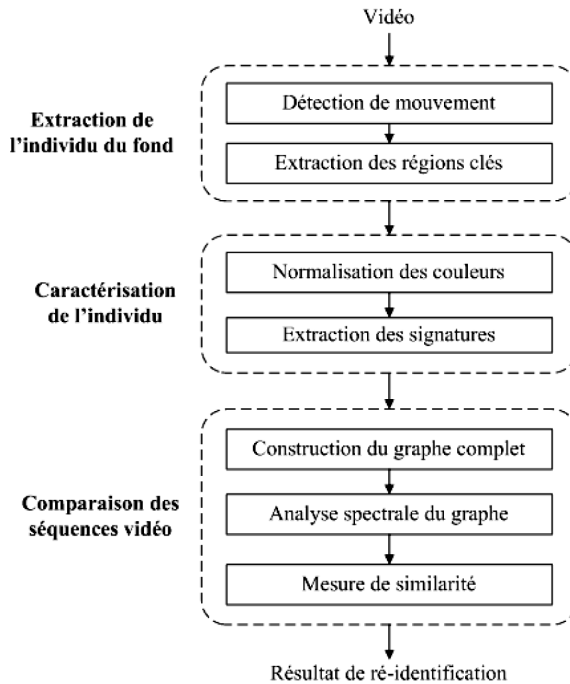 Vidéo
Extraction de
l'individu du fond
Détection de mouvement
Extraction des régions clés
Caractérisation
de l'individu
Normalisation des couleurs
Extraction des signatures
Comparaison des
séquences vidéo
Construction du graphe complet
Analyse spectrale du graphe
Mesure de similarité
Résultat de ré-identification